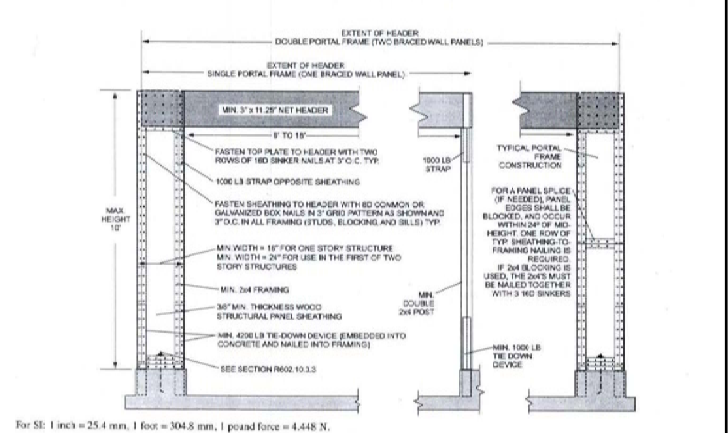 EXTENT OF HEADER
DOUBLE PORTAL FRAME (TWO BRACED WALL PANELS)
EXTENT OF HEADER
SINGLE PORTAL FRAME (ONE BRACED WALL PANEL)
MIN. 3" x 11.25" NET HEADER
6' TO 18'
FASTEN TOP PLATE TO HEADER WITH TWO
ROWS OF 16D SINKER NAILS AT 3" O.C. TYP.
1000 LB STRAP OPPOSITE SHEATHING
FASTEN SHEATHING TO HEADER WITH 8D COMMON OR
GALVANIZED BOX NAILS IN 3" GRID PATTERN AS SHOWN AND
3" O.C. IN ALL FRAMING (STUDS, BLOCKING, AND SILLS) TYP.
MIN WIDTH = 16" FOR ONE STORY STRUCTURE
MIN. WIDTH = 24" FOR USE IN THE FIRST OF TWO
STORY STRUCTURES
MIN. 2x4 FRAMING
3/8" MIN. THICKNESS WOOD
STRUCTURAL PANEL SHEATHING
MIN. 4200 LB TIE-DOWN DEVICE (EMBEDDED INTO
CONCRETE AND NAILED INTO FRAMING)
SEE SECTION R602.10.3.3
MAX
HEIGHT
10'
1000 LB
STRAP
MIN.
DOUBLE
2x4 POST
MIN. 1000 LB
TIE DOWN
DEVICE
TYPICAL PORTAL
FRAME
CONSTRUCTION
FOR A PANEL SPLICE
(IF NEEDED), PANEL
EDGES SHALL BE
BLOCKED, AND OCCUR
WITHIN 24" OF MID-
HEIGHT. ONE ROW OF
TYP. SHEATHING-TO-
FRAMING NAILING IS
REQUIRED.
IF 2x4 BLOCKING IS
USED, THE 2x4'S MUST
BE NAILED TOGETHER
WITH 3 16D SINKERS
For SI: 1 inch = 25.4 mm, 1 foot = 304.8 mm, 1 pound force = 4.448 N.